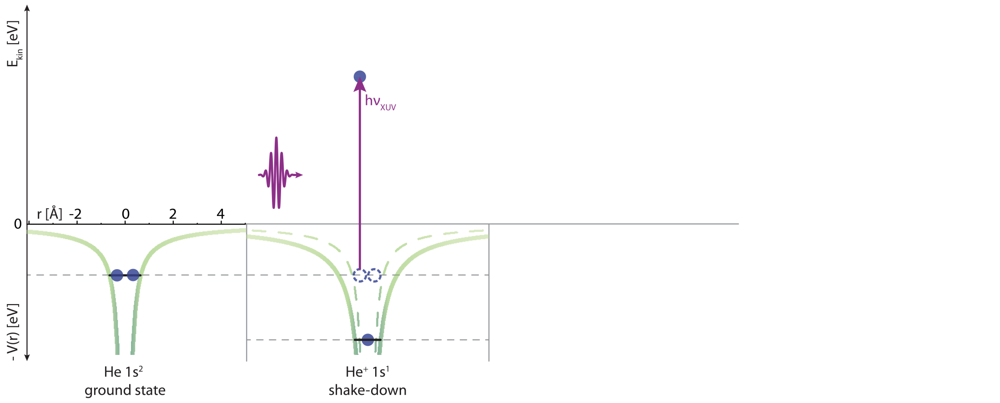 E_kin [eV]
hν_XUV
r [Å] -2 0 2 4
0
- V(r) [eV]
He 1s² He⁺ 1s¹
ground state shake-down